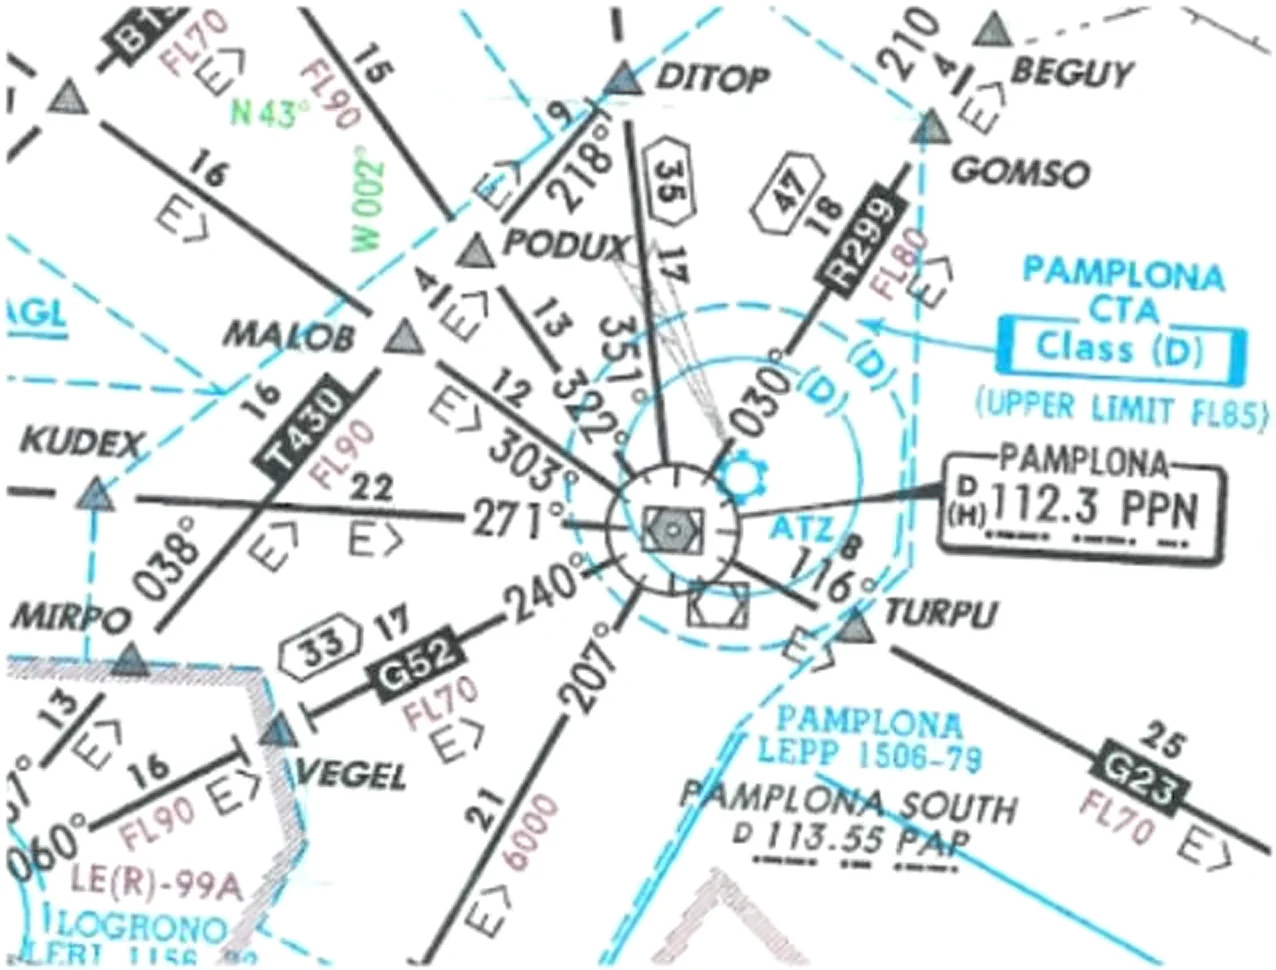 B19
FL70
E>
N 43°
W 002°
15
FL90
9
218°
E>
DITOP
35
17
351°
210
4
E>
BEGUY
GOMSO
47
18
R299
FL80
E>
16
E>
PODUX
4
E>
13
322°
MALOB
12
E>
303°
AGL
PAMPLONA
CTA
Class (D)
(UPPER LIMIT FL85)
(D)
(D)
030°
KUDEX
16
T430
FL90
E>
038°
22
E>
271°
PAMPLONA
D
(H) 112.3 PPN
ATZ
8
116°
TURPU
E>
MIRPO
240°
33
17
G52
FL70
E>
207°
21
6000
E>
13
E>
VEGEL
16
FL90
E>
060°
LE(R)-99A
LOGRONO
PAMPLONA
LEPP 1506-79
PAMPLONA SOUTH
D 113.55 PAP
25
G23
FL70
E>